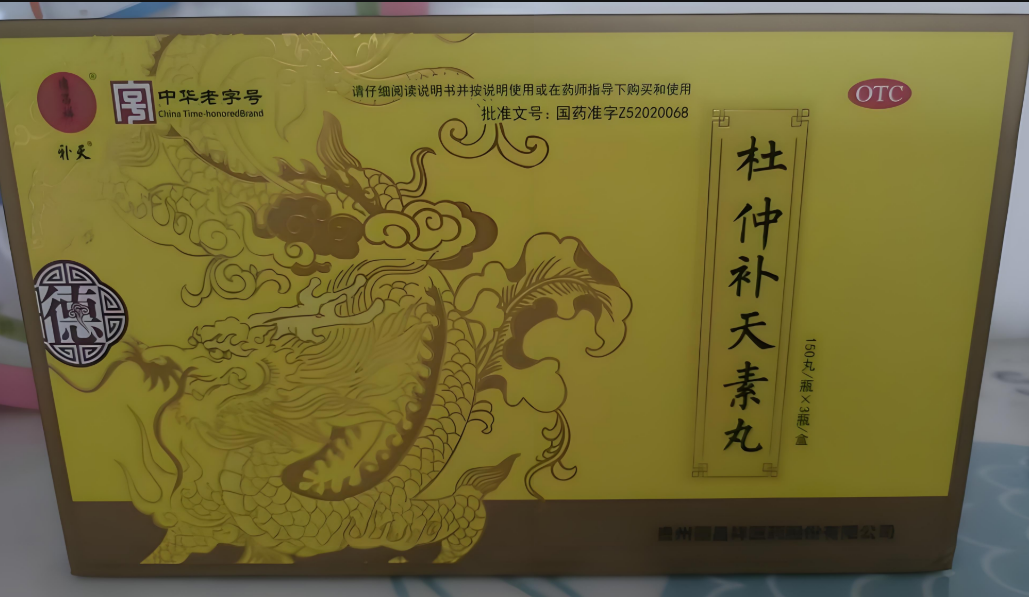 中华老字号
China Time-honoredBrand
补天
德
请仔细阅读说明书并按说明使用或在药师指导下购买和使用
批准文号：国药准字Z52020068
OTC
杜仲补天素丸
150丸/瓶×3瓶/盒